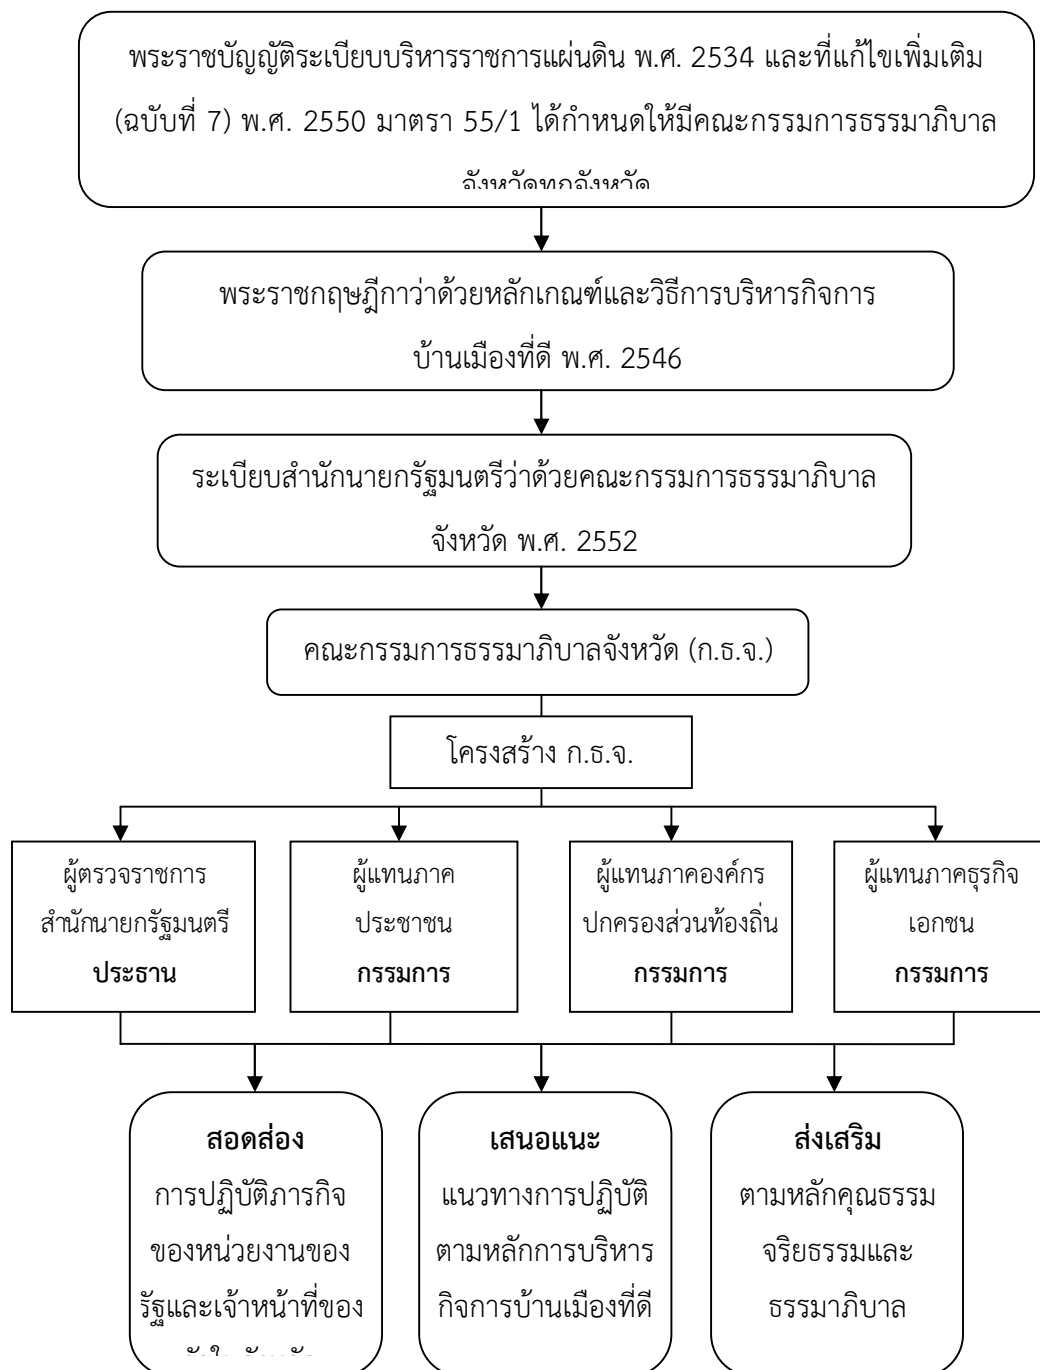 พระราชบัญญัติระเบียบบริหารราชการแผ่นดิน พ.ศ. 2534 และที่แก้ไขเพิ่มเติม
(ฉบับที่ 7) พ.ศ. 2550 มาตรา 55/1 ได้กำหนดให้มีคณะกรรมการธรรมาภิบาล
จังหวัดทุกจังหวัด
พระราชกฤษฎีกาว่าด้วยหลักเกณฑ์และวิธีการบริหารกิจการ
บ้านเมืองที่ดี พ.ศ. 2546
ระเบียบสำนักนายกรัฐมนตรีว่าด้วยคณะกรรมการธรรมาภิบาล
จังหวัด พ.ศ. 2552
คณะกรรมการธรรมาภิบาลจังหวัด (ก.ธ.จ.)
โครงสร้าง ก.ธ.จ.
ผู้ตรวจราชการ
สำนักนายกรัฐมนตรี
ประธาน
ผู้แทนภาค
ประชาชน
กรรมการ
ผู้แทนภาคองค์กร
ปกครองส่วนท้องถิ่น
กรรมการ
ผู้แทนภาคธุรกิจ
เอกชน
กรรมการ
สอดส่อง
การปฏิบัติภารกิจ
ของหน่วยงานของ
รัฐและเจ้าหน้าที่ของ
เสนอแนะ
แนวทางการปฏิบัติ
ตามหลักการบริหาร
กิจการบ้านเมืองที่ดี
ส่งเสริม
ตามหลักคุณธรรม
จริยธรรมและ
ธรรมาภิบาล